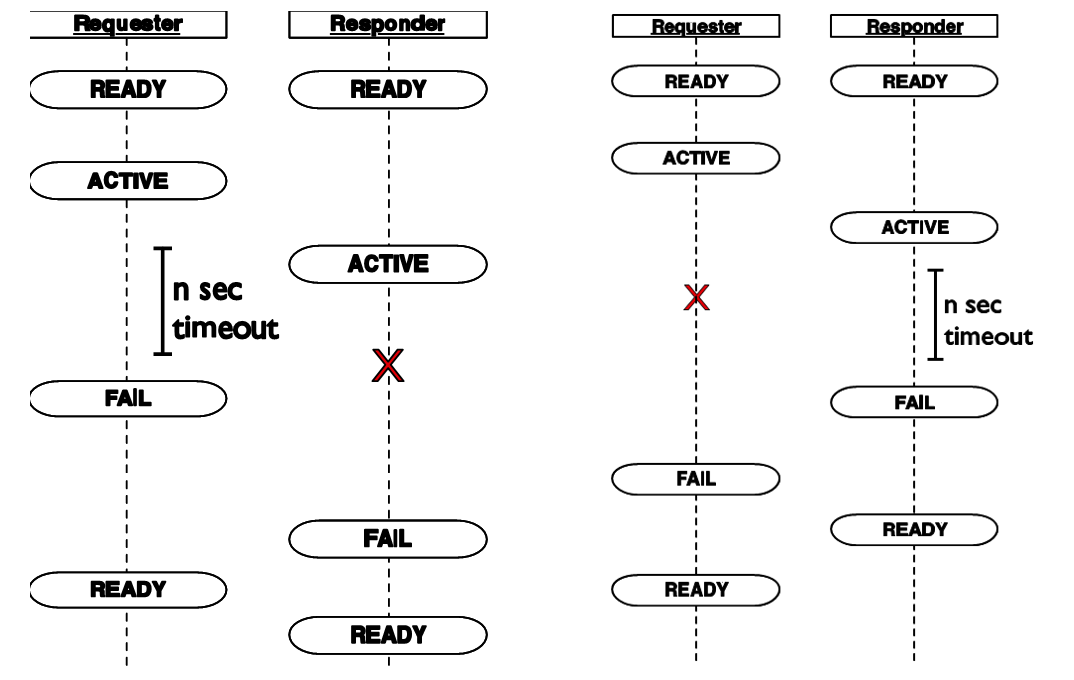 Requester
Responder
READY
READY
ACTIVE
ACTIVE
n sec
timeout
X
FAIL
FAIL
READY
READY
Requester
Responder
READY
READY
ACTIVE
ACTIVE
X
n sec
timeout
FAIL
FAIL
READY
READY